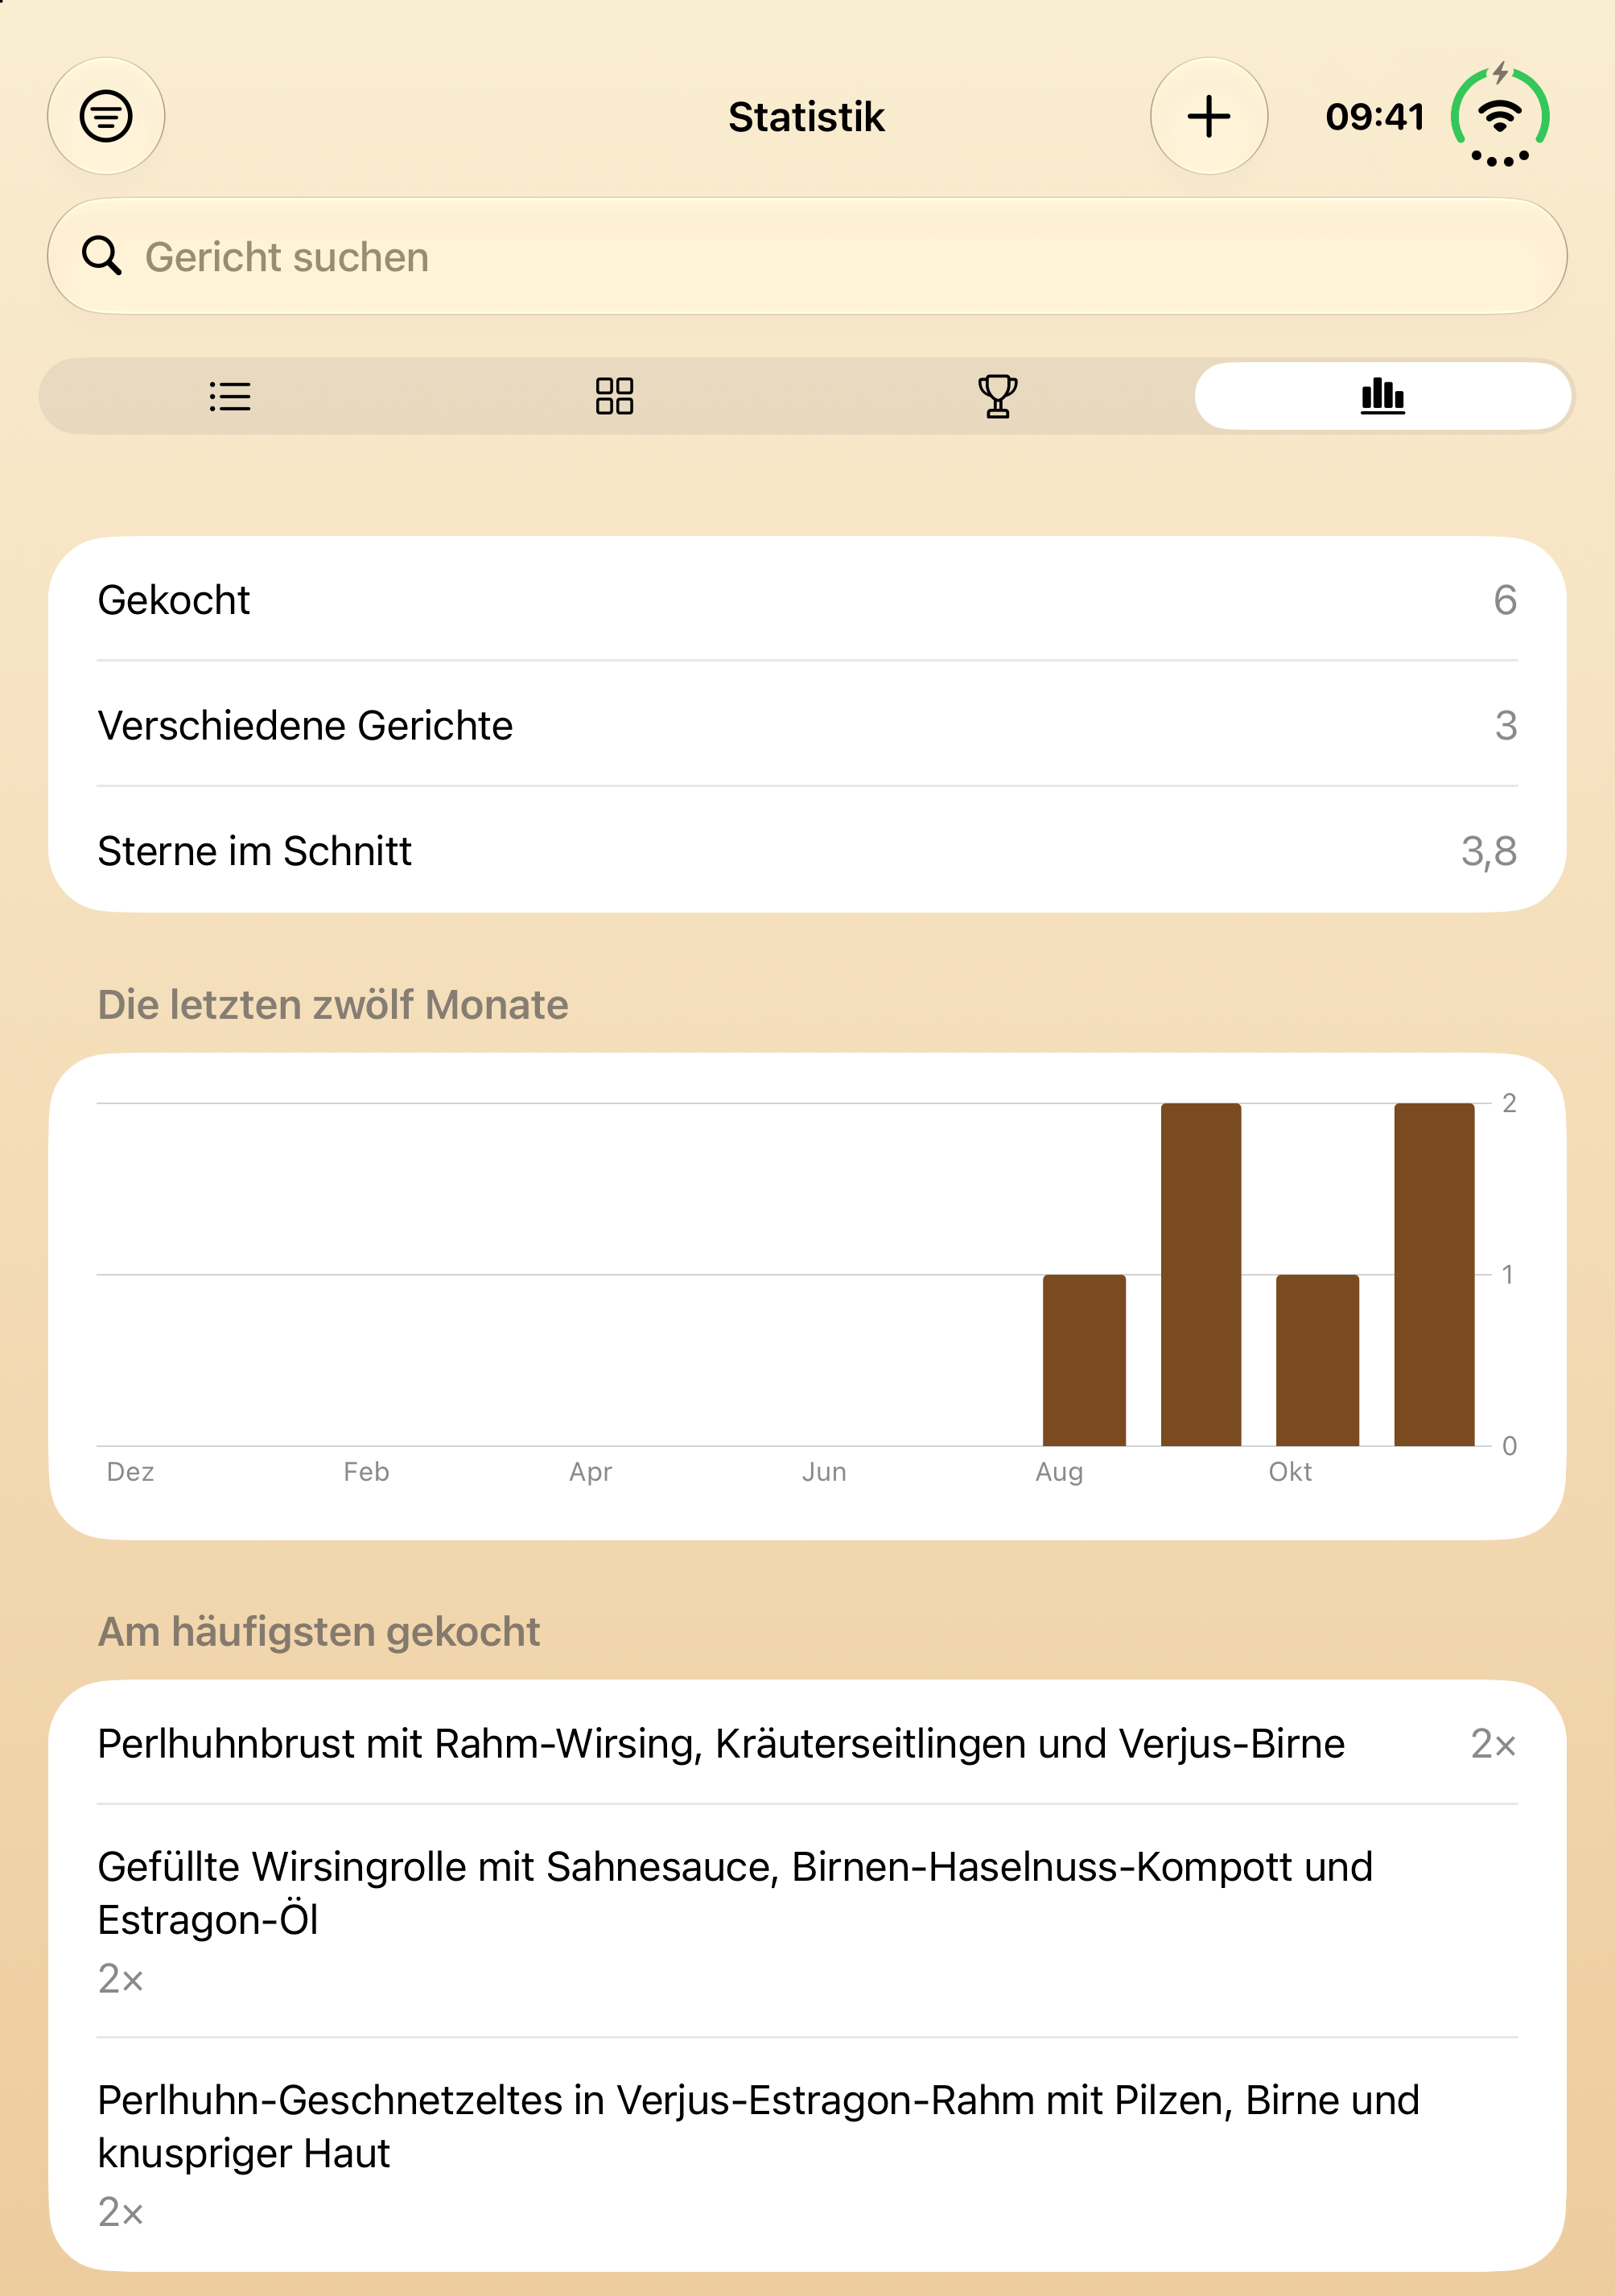 Statistik
09:41
Gericht suchen
Gekocht 6
Verschiedene Gerichte 3
Sterne im Schnitt 3,8
Die letzten zwölf Monate
2
1
0
Dez Feb Apr Jun Aug Okt
Am häufigsten gekocht
Perlhuhnbrust mit Rahm-Wirsing, Kräuterseitlingen und Verjus-Birne 2×
Gefüllte Wirsingrolle mit Sahnesauce, Birnen-Haselnuss-Kompott und
Estragon-Öl
2×
Perlhuhn-Geschnetzeltes in Verjus-Estragon-Rahm mit Pilzen, Birne und
knuspriger Haut
2×